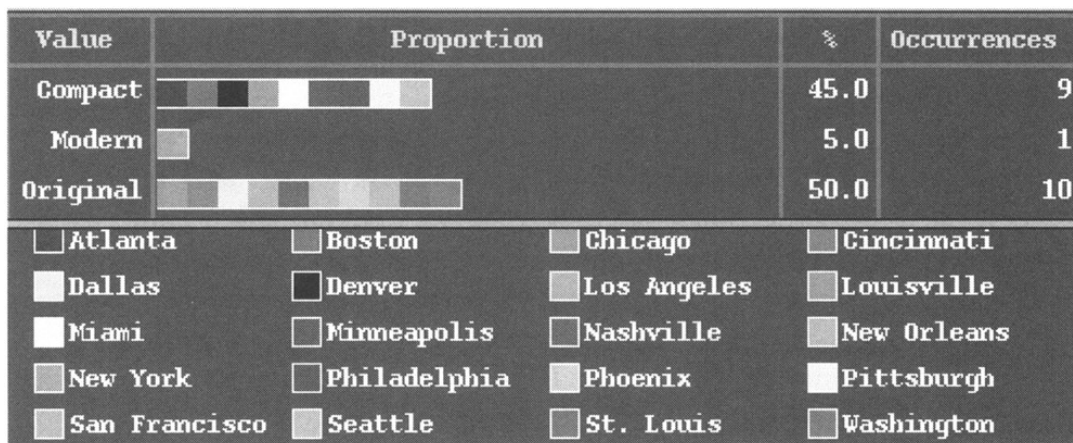 Value Proportion % Occurrences
Compact 45.0 9
Modern 5.0 1
Original 50.0 10
Atlanta Boston Chicago Cincinnati
Dallas Denver Los Angeles Louisville
Miami Minneapolis Nashville New Orleans
New York Philadelphia Phoenix Pittsburgh
San Francisco Seattle St. Louis Washington